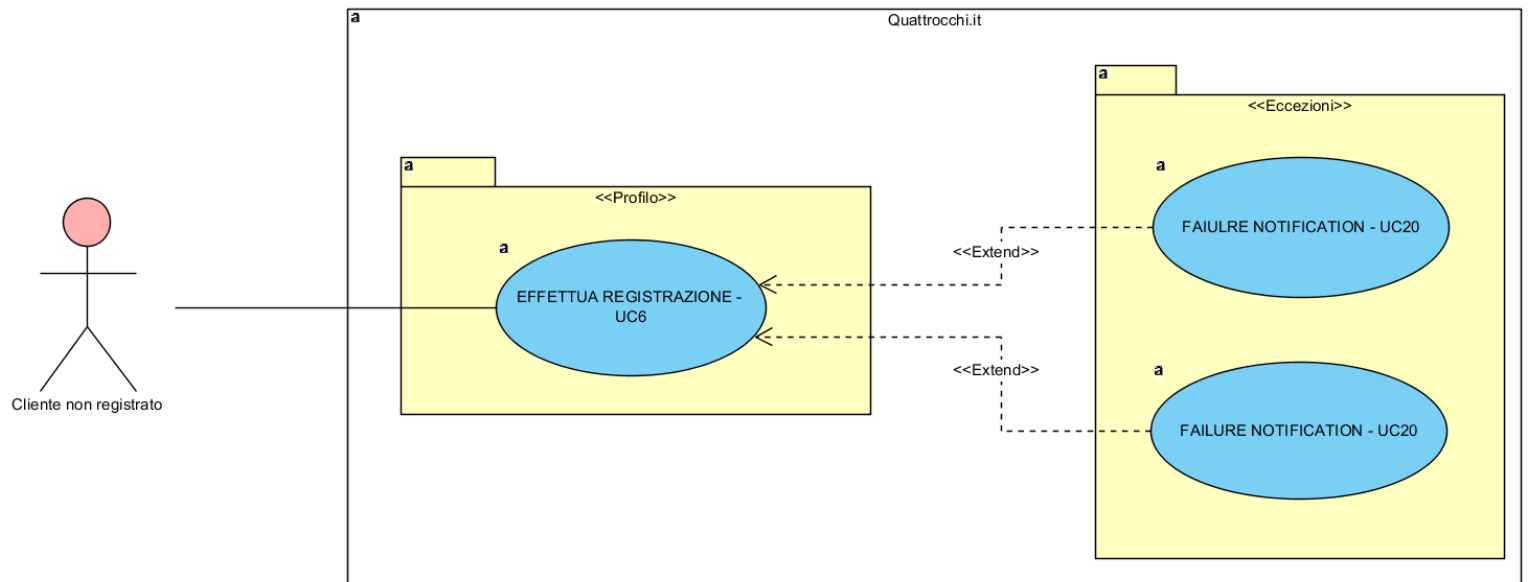 a
Quattrocchi.it
a
<<Eccezioni>>
a
<<Profilo>>
a
FAIULRE NOTIFICATION - UC20
a
EFFETTUA REGISTRAZIONE -
UC6
<<Extend>>
<<Extend>>
a
FAILURE NOTIFICATION - UC20
Cliente non registrato